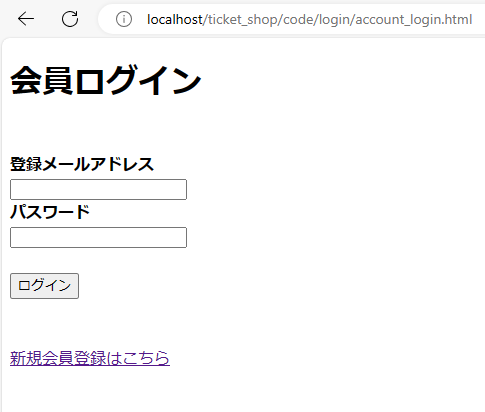 localhost/ticket_shop/code/login/account_login.html
会員ログイン
登録メールアドレス
パスワード
ログイン
新規会員登録はこちら